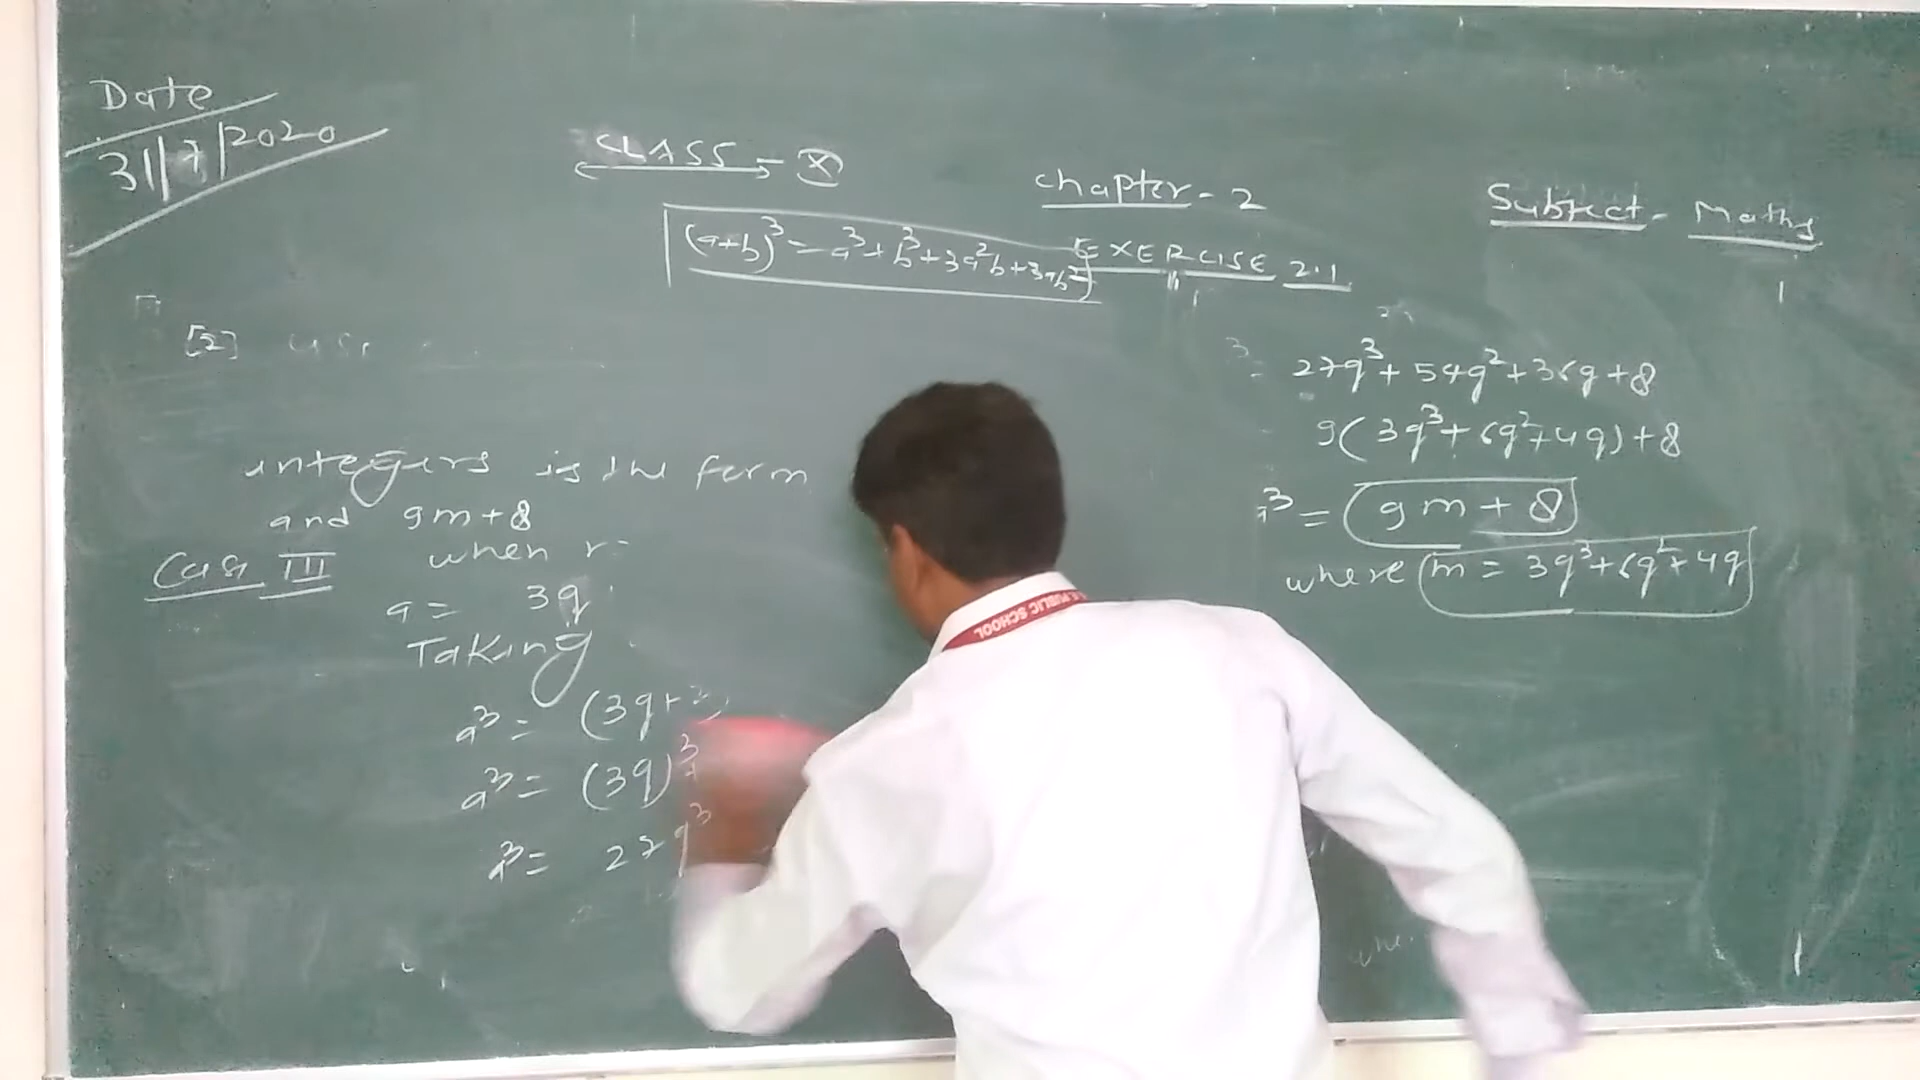 Date
31/7/2020
CLASS - X
Chapter - 2
Subject - Maths
(a+b)³ = a³+b³+3a²b+3ab²
EXERCISE 2.1
[2]
integers is the form
and 9m+8
Case III when r=
a = 3q
Taking
a³ = (3q+2)
a³ = (3q)³+
a³ = 27q³
= 27q³+54q²+36q+8
9(3q³+6q²+4q)+8
a³ = 9m+8
where m = 3q³+6q²+4q
PUBLIC SCHOOL